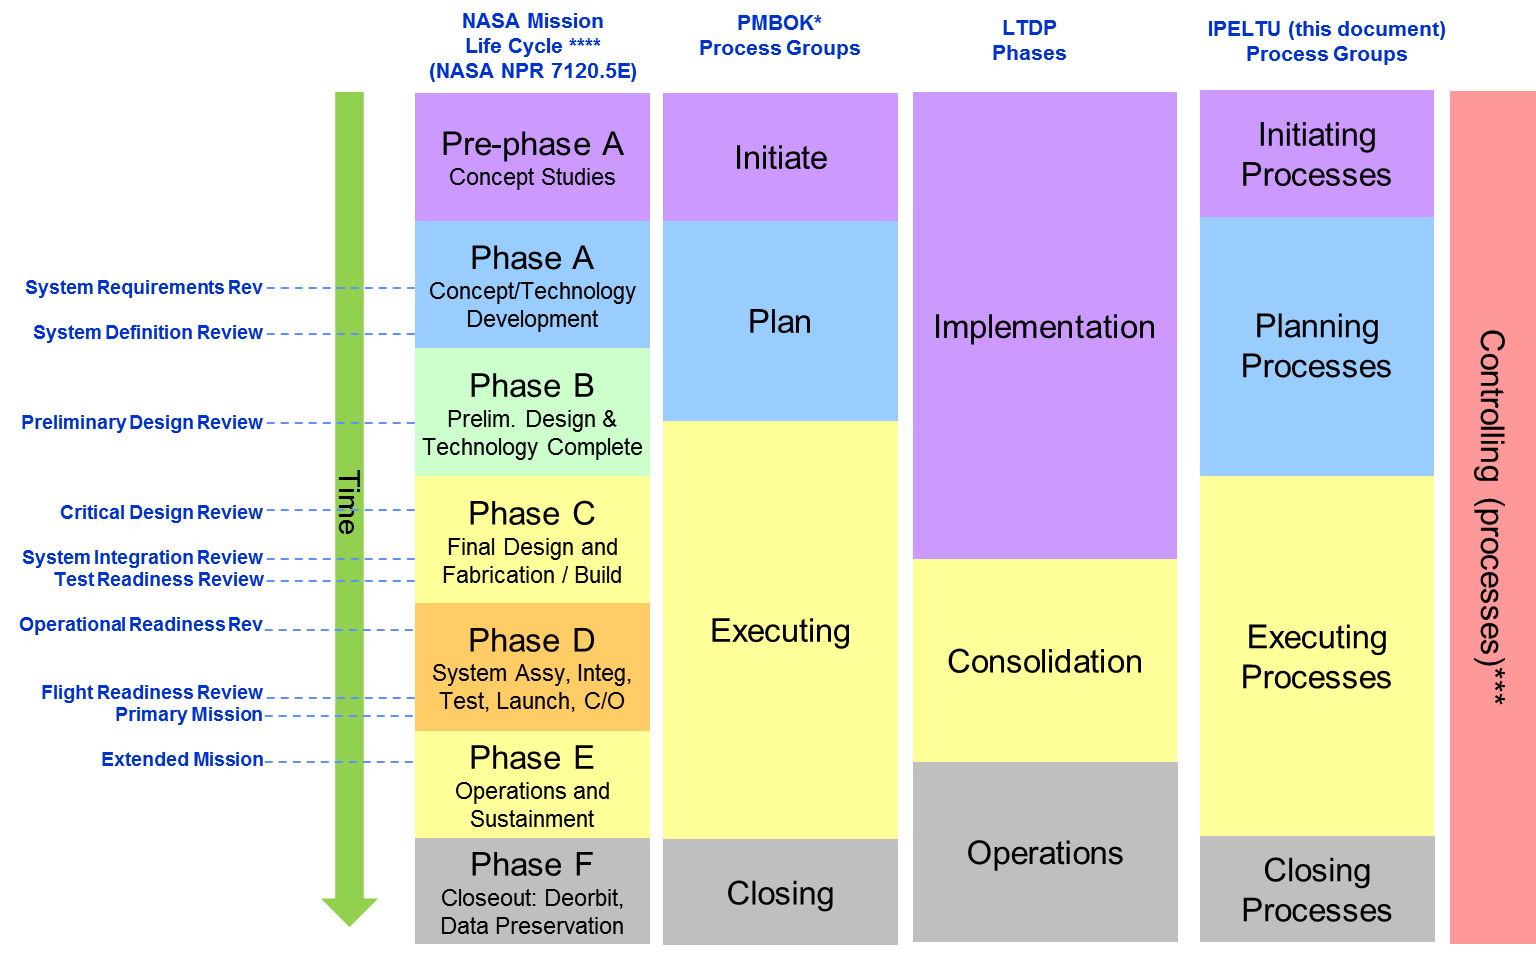 NASA Mission
Life Cycle ****
(NASA NPR 7120.5E)
PMBOK*
Process Groups
LTDP
Phases
IPELTU (this document)
Process Groups
Time
System Requirements Rev
System Definition Review
Preliminary Design Review
Critical Design Review
System Integration Review
Test Readiness Review
Operational Readiness Rev
Flight Readiness Review
Primary Mission
Extended Mission
Pre-phase A
Concept Studies
Phase A
Concept/Technology
Development
Phase B
Prelim. Design &
Technology Complete
Phase C
Final Design and
Fabrication / Build
Phase D
System Assy, Integ,
Test, Launch, C/O
Phase E
Operations and
Sustainment
Phase F
Closeout: Deorbit,
Data Preservation
Initiate
Plan
Executing
Closing
Implementation
Consolidation
Operations
Initiating
Processes
Planning
Processes
Executing
Processes
Closing
Processes
Controlling (processes)***